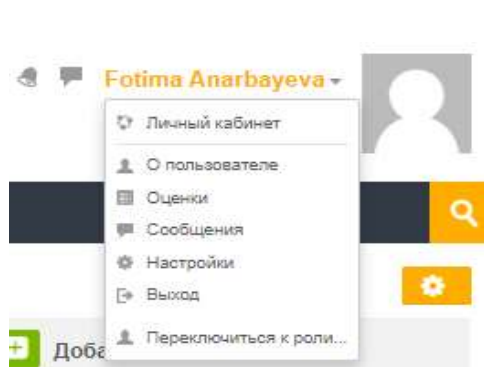 Fotima Anarbayeva
Личный кабинет
О пользователе
Оценки
Сообщения
Настройки
Выход
Переключиться к роли...